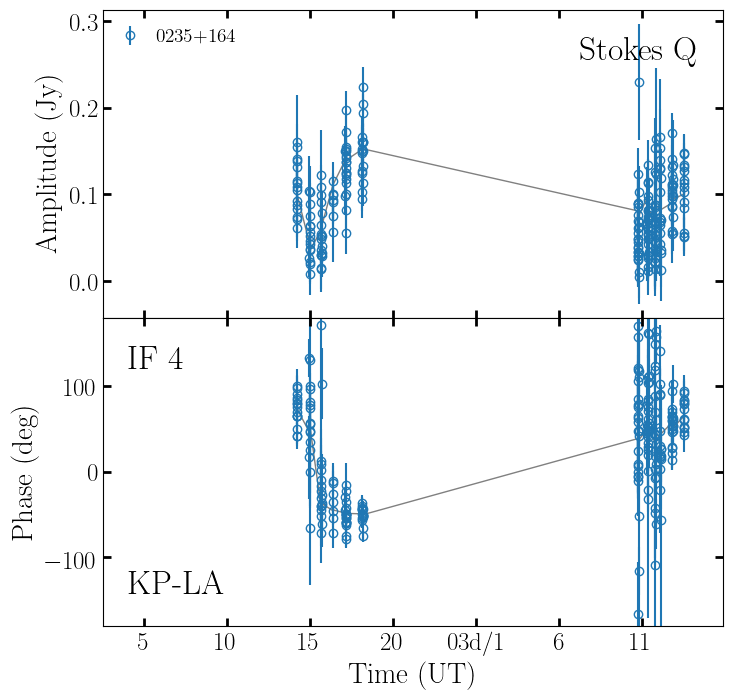 0235+164
Stokes Q
Amplitude (Jy)
0.3
0.2
0.1
0.0
IF 4
KP-LA
Phase (deg)
100
0
−100
5 10 15 20 03d/1 6 11
Time (UT)